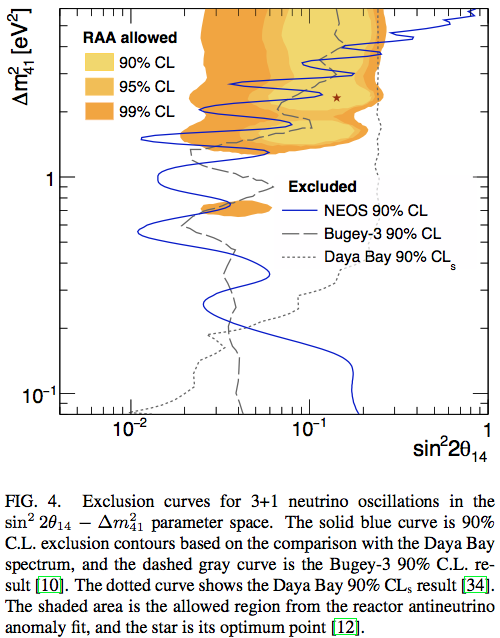 Δm²₄₁ [eV²]
RAA allowed
90% CL
95% CL
99% CL
1
Excluded
NEOS 90% CL
Bugey-3 90% CL
Daya Bay 90% CLₛ
10⁻¹
10⁻² 10⁻¹ 1
sin²2θ₁₄
FIG. 4. Exclusion curves for 3+1 neutrino oscillations in the
sin² 2θ₁₄ − Δm²₄₁ parameter space. The solid blue curve is 90%
C.L. exclusion contours based on the comparison with the Daya Bay
spectrum, and the dashed gray curve is the Bugey-3 90% C.L. re-
sult [10]. The dotted curve shows the Daya Bay 90% CLₛ result [34].
The shaded area is the allowed region from the reactor antineutrino
anomaly fit, and the star is its optimum point [12].